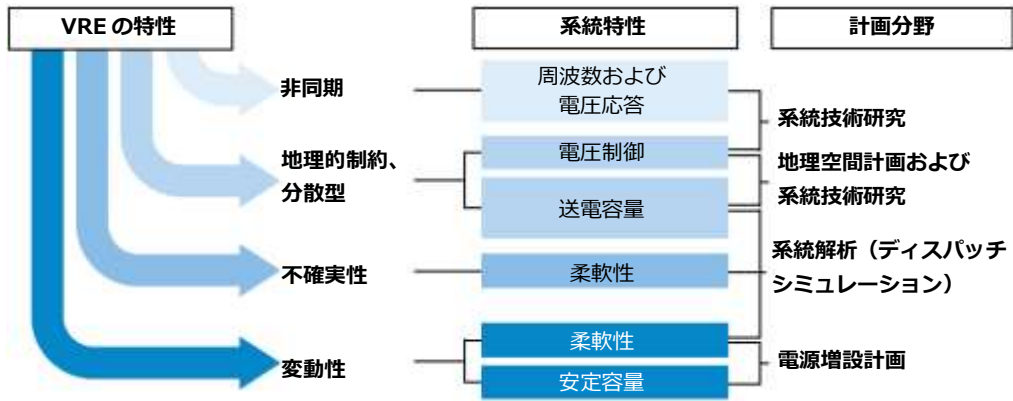 VRE の特性
系統特性
計画分野
非同期
周波数および
電圧応答
系統技術研究
地理的制約、
分散型
電圧制御
送電容量
地理空間計画および
系統技術研究
不確実性
柔軟性
系統解析（ディスパッチ
シミュレーション）
変動性
柔軟性
安定容量
電源増設計画